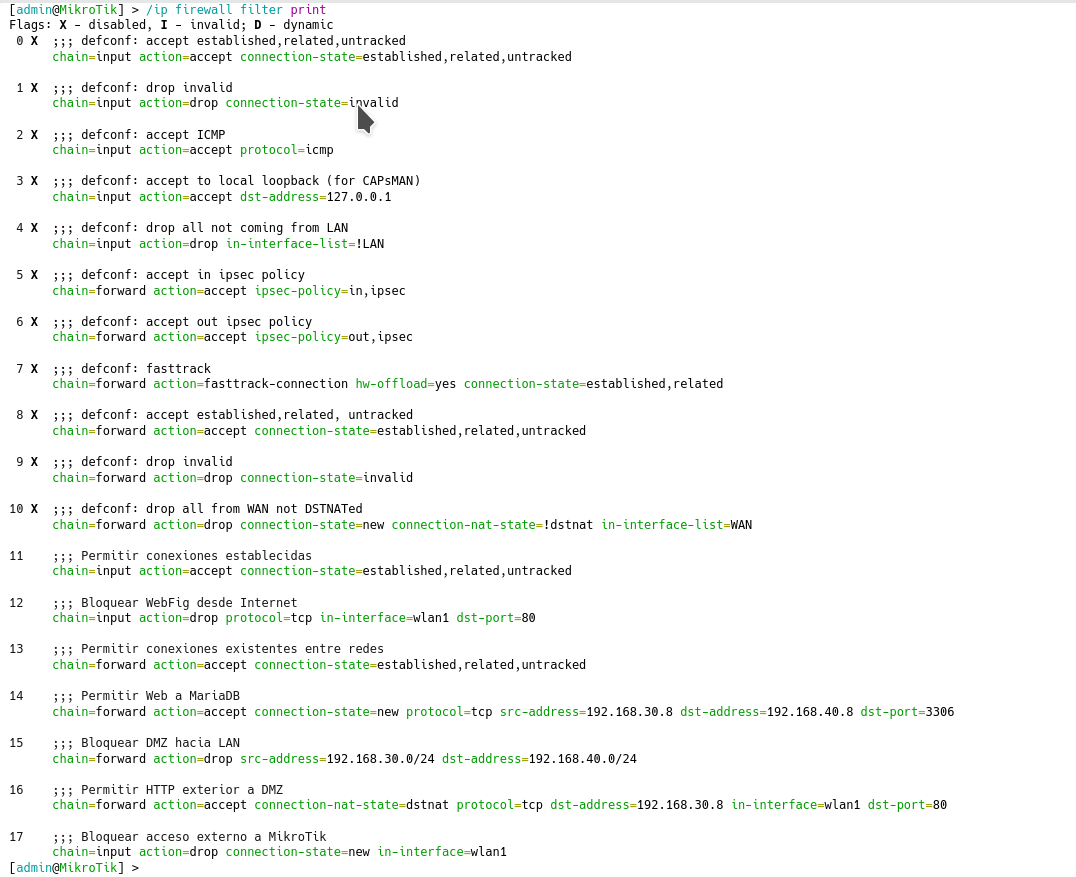 [admin@MikroTik] > /ip firewall filter print
Flags: X - disabled, I - invalid; D - dynamic
0 X ;;; defconf: accept established,related,untracked
chain=input action=accept connection-state=established,related,untracked
1 X ;;; defconf: drop invalid
chain=input action=drop connection-state=invalid
2 X ;;; defconf: accept ICMP
chain=input action=accept protocol=icmp
3 X ;;; defconf: accept to local loopback (for CAPsMAN)
chain=input action=accept dst-address=127.0.0.1
4 X ;;; defconf: drop all not coming from LAN
chain=input action=drop in-interface-list=!LAN
5 X ;;; defconf: accept in ipsec policy
chain=forward action=accept ipsec-policy=in,ipsec
6 X ;;; defconf: accept out ipsec policy
chain=forward action=accept ipsec-policy=out,ipsec
7 X ;;; defconf: fasttrack
chain=forward action=fasttrack-connection hw-offload=yes connection-state=established,related
8 X ;;; defconf: accept established,related, untracked
chain=forward action=accept connection-state=established,related,untracked
9 X ;;; defconf: drop invalid
chain=forward action=drop connection-state=invalid
10 X ;;; defconf: drop all from WAN not DSTNATed
chain=forward action=drop connection-state=new connection-nat-state=!dstnat in-interface-list=WAN
11 ;;; Permitir conexiones establecidas
chain=input action=accept connection-state=established,related,untracked
12 ;;; Bloquear WebFig desde Internet
chain=input action=drop protocol=tcp in-interface=wlan1 dst-port=80
13 ;;; Permitir conexiones existentes entre redes
chain=forward action=accept connection-state=established,related,untracked
14 ;;; Permitir Web a MariaDB
chain=forward action=accept connection-state=new protocol=tcp src-address=192.168.30.8 dst-address=192.168.40.8 dst-port=3306
15 ;;; Bloquear DMZ hacia LAN
chain=forward action=drop src-address=192.168.30.0/24 dst-address=192.168.40.0/24
16 ;;; Permitir HTTP exterior a DMZ
chain=forward action=accept connection-nat-state=dstnat protocol=tcp dst-address=192.168.30.8 in-interface=wlan1 dst-port=80
17 ;;; Bloquear acceso externo a MikroTik
chain=input action=drop connection-state=new in-interface=wlan1
[admin@MikroTik] >